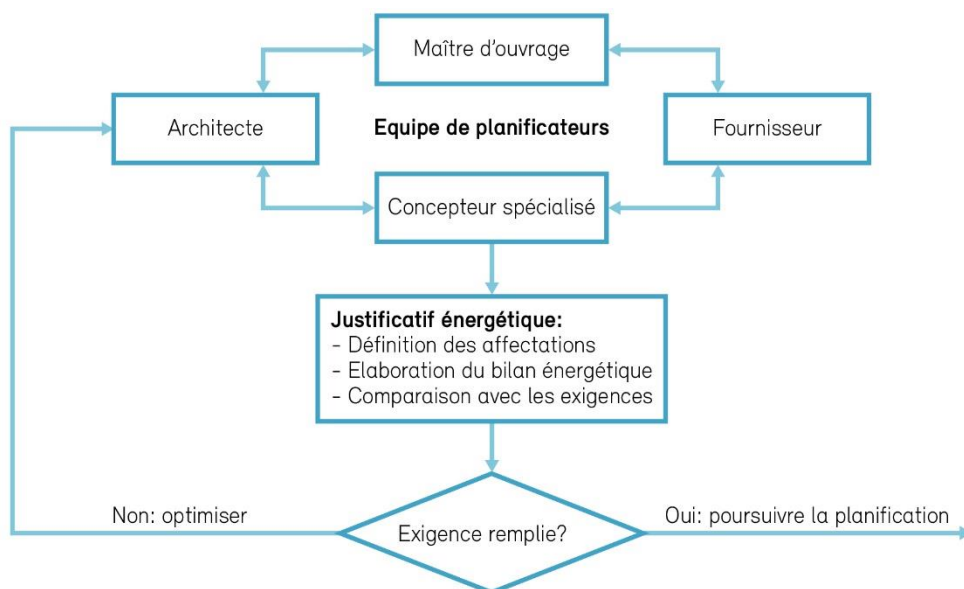 Maître d'ouvrage
Architecte
Equipe de planificateurs
Fournisseur
Concepteur spécialisé
Justificatif énergétique:
- Définition des affectations
- Elaboration du bilan énergétique
- Comparaison avec les exigences
Non: optimiser
Exigence remplie?
Oui: poursuivre la planification